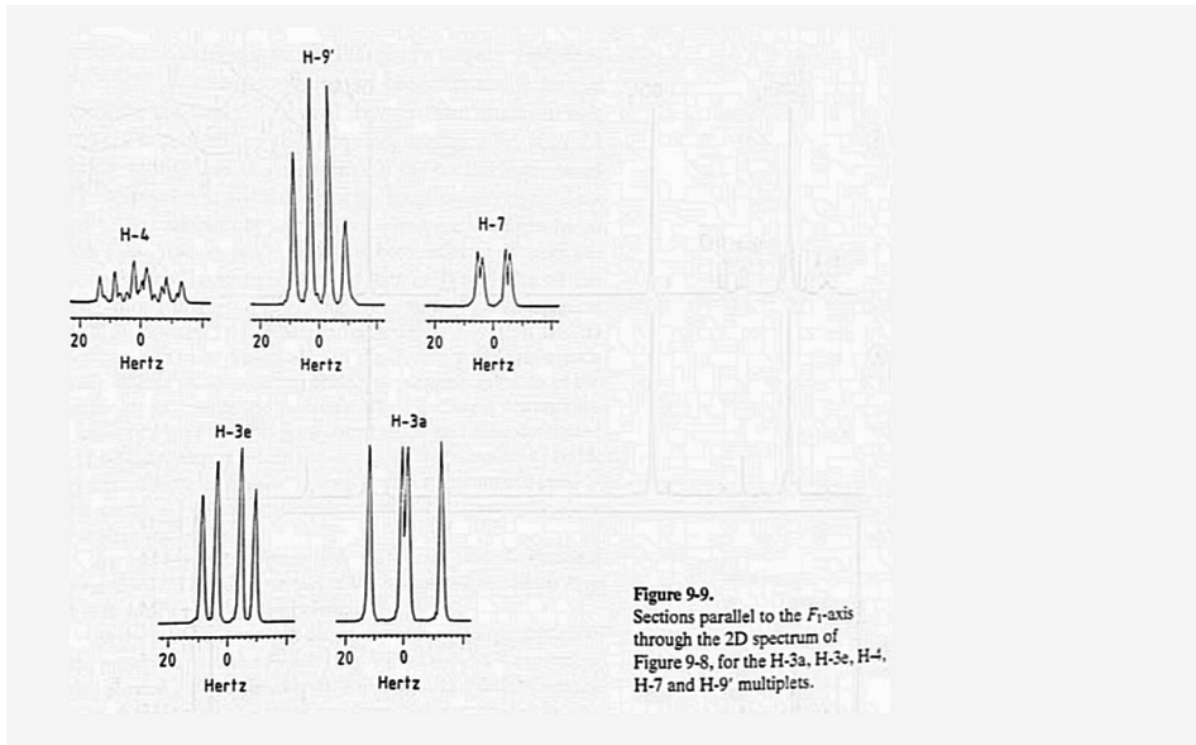 H-9'
H-4
H-7
20 0
Hertz
20 0
Hertz
20 0
Hertz
H-3e
H-3a
20 0
Hertz
20 0
Hertz
Figure 9-9.
Sections parallel to the F₁-axis
through the 2D spectrum of
Figure 9-8, for the H-3a, H-3e, H-4,
H-7 and H-9' multiplets.